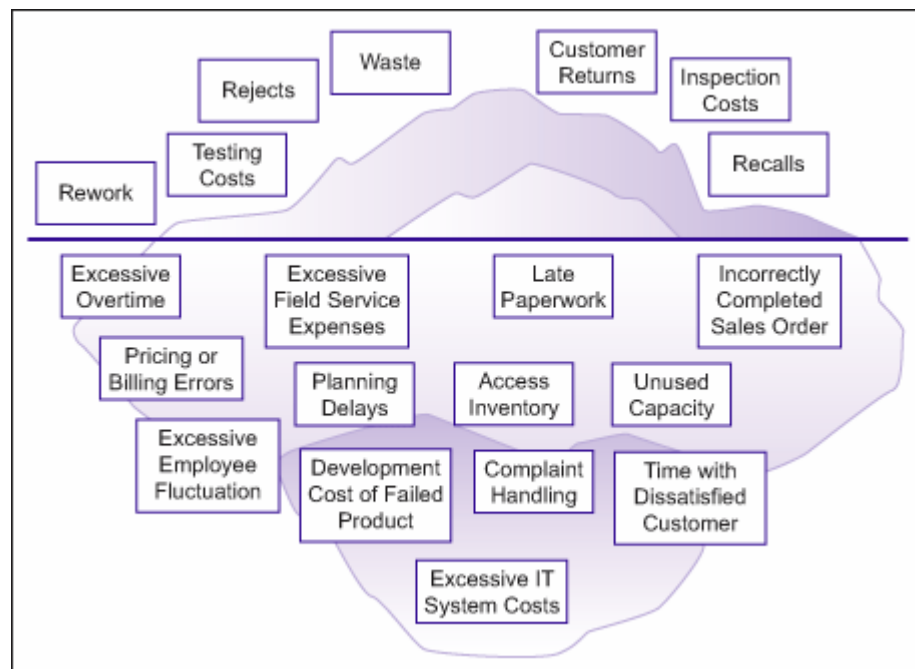 Waste
Customer
Returns
Rejects
Inspection
Costs
Testing
Costs
Recalls
Rework
Excessive
Overtime
Excessive
Field Service
Expenses
Late
Paperwork
Incorrectly
Completed
Sales Order
Pricing or
Billing Errors
Planning
Delays
Access
Inventory
Unused
Capacity
Excessive
Employee
Fluctuation
Development
Cost of Failed
Product
Complaint
Handling
Time with
Dissatisfied
Customer
Excessive IT
System Costs